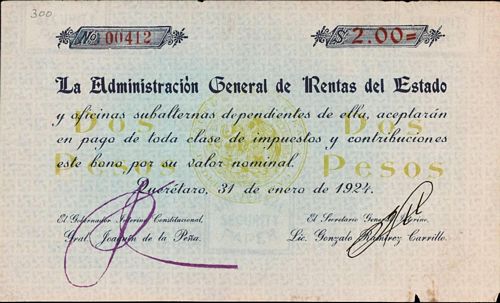 300
No 00412
$ 2.00=
La Administración General de Rentas del Estado
y oficinas subalternas dependientes de ella, aceptarán
en pago de toda clase de impuestos y contribuciones
este bono por su valor nominal.
Dos Pesos
Dos Pesos
Querétaro, 31 de enero de 1924.
El Gobernador Interino Constitucional,
Gral. Joaquín de la Peña.
El Secretario General Interino,
Lic. Gonzalo Ramírez Carrillo.